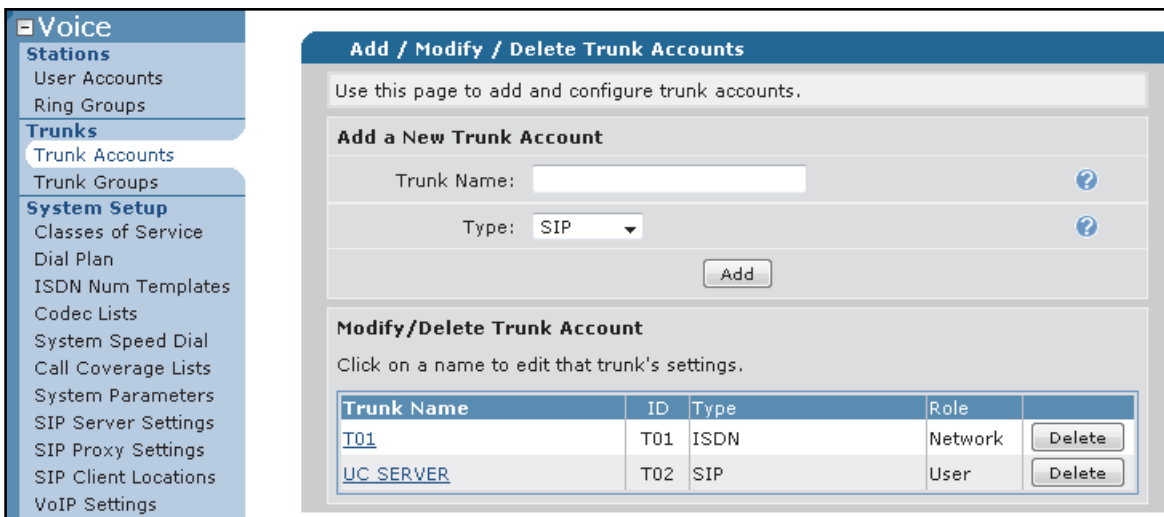 Voice
Stations
User Accounts
Ring Groups
Trunks
Trunk Accounts
Trunk Groups
System Setup
Classes of Service
Dial Plan
ISDN Num Templates
Codec Lists
System Speed Dial
Call Coverage Lists
System Parameters
SIP Server Settings
SIP Proxy Settings
SIP Client Locations
VoIP Settings
Add / Modify / Delete Trunk Accounts
Use this page to add and configure trunk accounts.
Add a New Trunk Account
Trunk Name: ?
Type: SIP ?
Add
Modify/Delete Trunk Account
Click on a name to edit that trunk's settings.
Trunk Name ID Type Role
T01 T01 ISDN Network Delete
UC SERVER T02 SIP User Delete